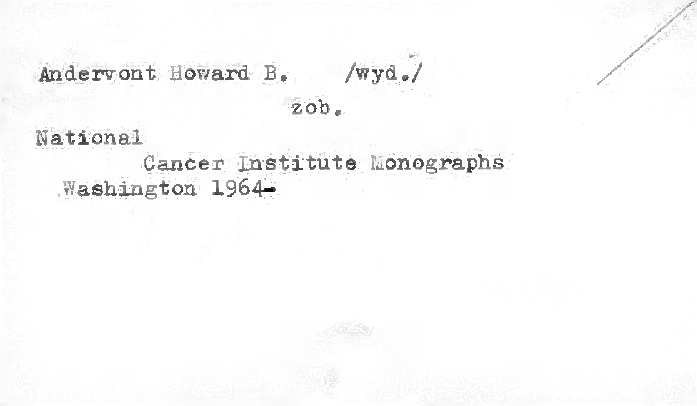 Andervont Howard B. /wyd./
zob.
National
Cancer Institute Monographs
Washington 1964-